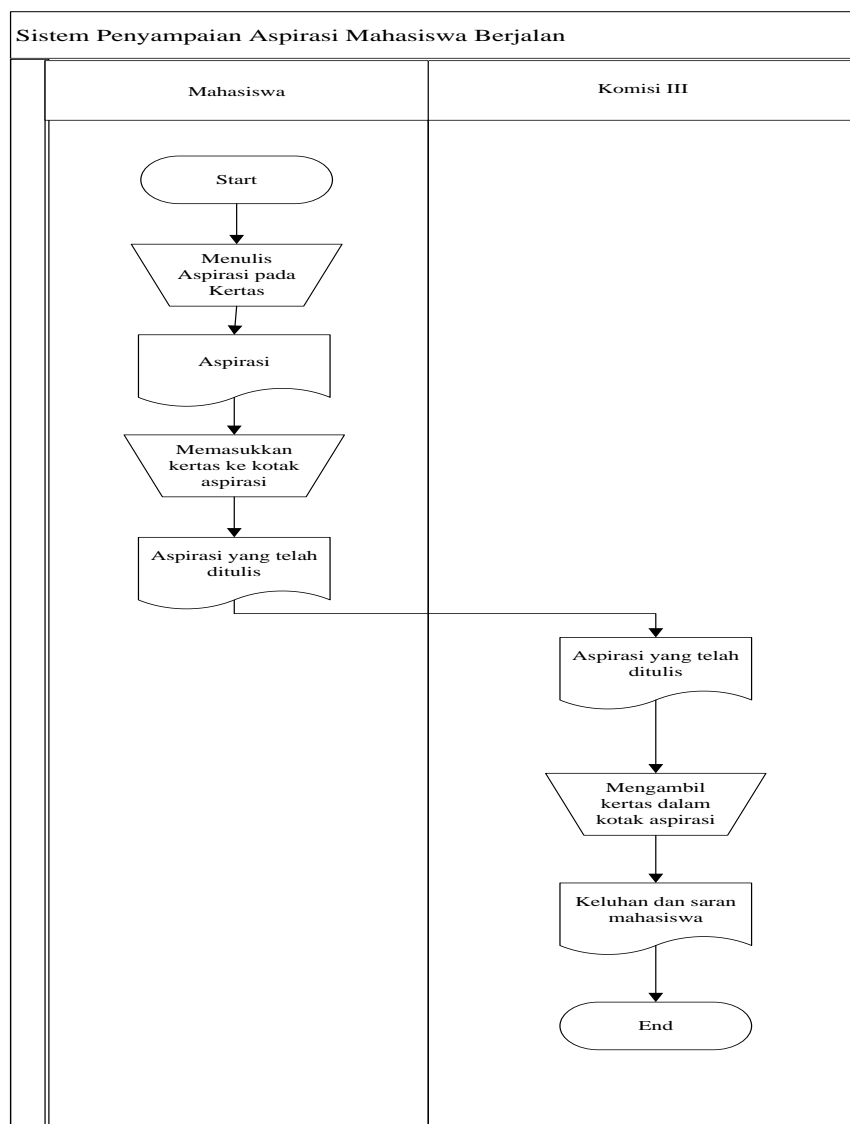 Sistem Penyampaian Aspirasi Mahasiswa Berjalan
Mahasiswa
Komisi III
Start
Menulis
Aspirasi pada
Kertas
Aspirasi
Memasukkan
kertas ke kotak
aspirasi
Aspirasi yang telah
ditulis
Aspirasi yang telah
ditulis
Mengambil
kertas dalam
kotak aspirasi
Keluhan dan saran
mahasiswa
End